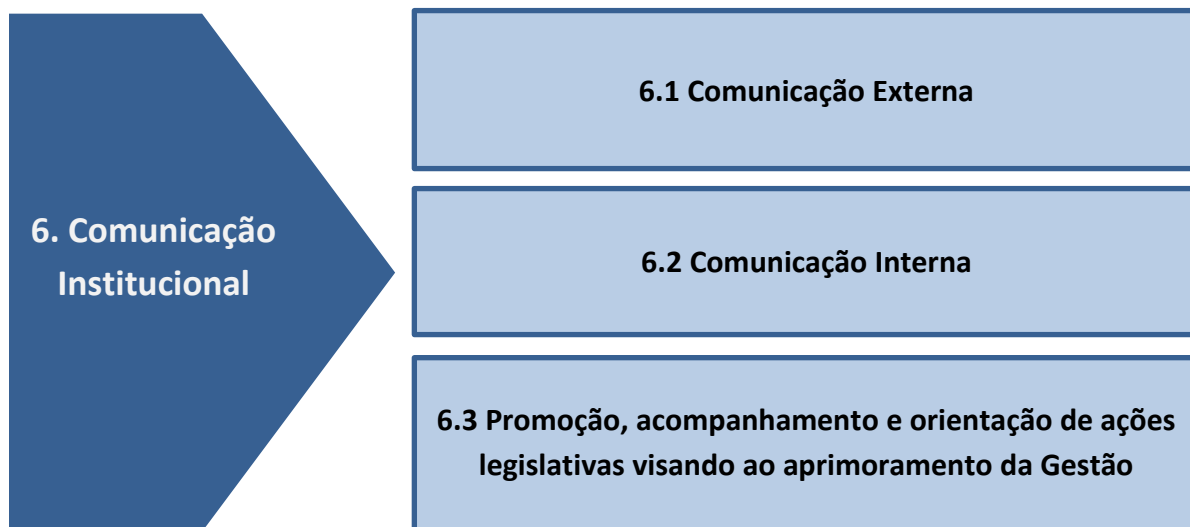 6. Comunicação
Institucional
6.1 Comunicação Externa
6.2 Comunicação Interna
6.3 Promoção, acompanhamento e orientação de ações
legislativas visando ao aprimoramento da Gestão